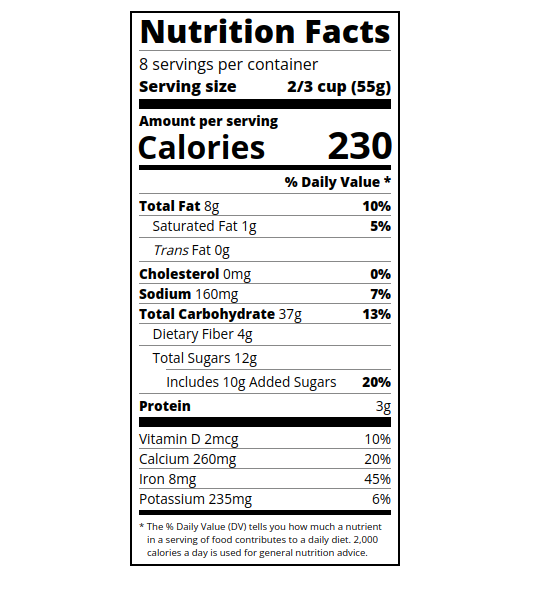 Nutrition Facts
8 servings per container
Serving size 2/3 cup (55g)
Amount per serving
Calories 230
% Daily Value *
Total Fat 8g 10%
Saturated Fat 1g 5%
Trans Fat 0g
Cholesterol 0mg 0%
Sodium 160mg 7%
Total Carbohydrate 37g 13%
Dietary Fiber 4g
Total Sugars 12g
Includes 10g Added Sugars 20%
Protein 3g
Vitamin D 2mcg 10%
Calcium 260mg 20%
Iron 8mg 45%
Potassium 235mg 6%
* The % Daily Value (DV) tells you how much a nutrient
in a serving of food contributes to a daily diet. 2,000
calories a day is used for general nutrition advice.